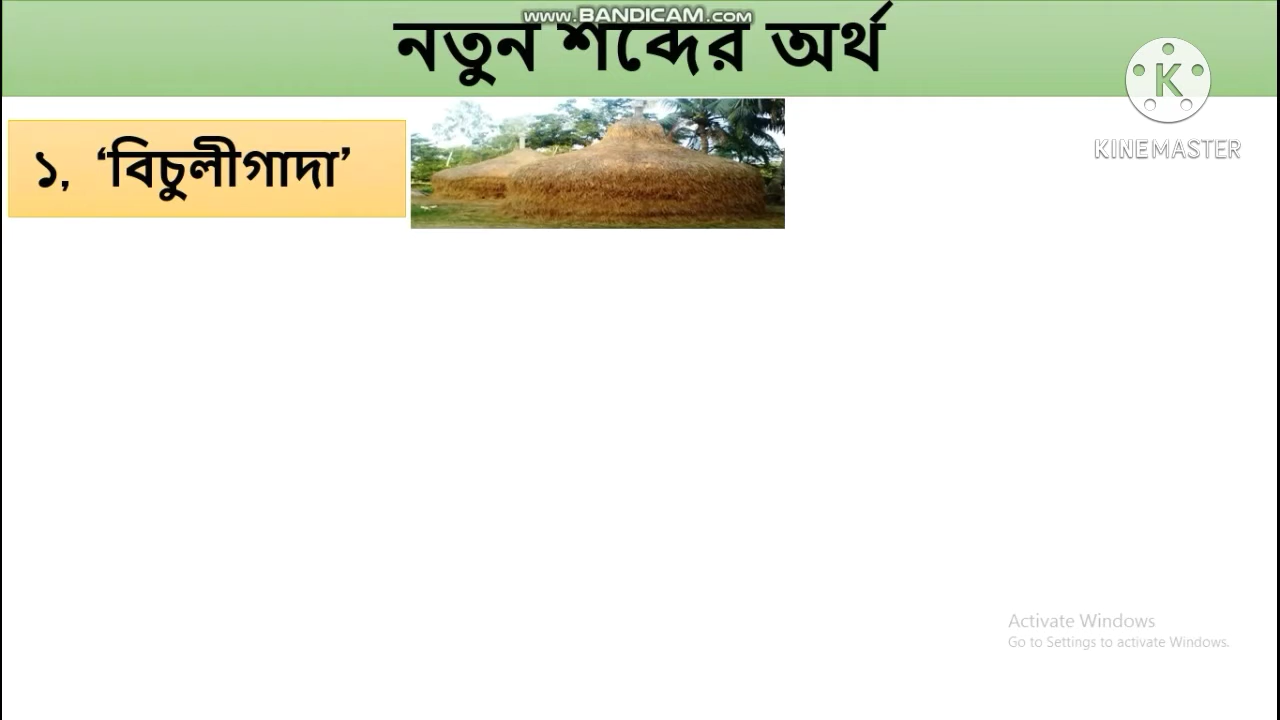 www.BANDICAM.com
নতুন শব্দের অর্থ
K
KINEMASTER
১, ‘বিচুলীগাদা’
Activate Windows
Go to Settings to activate Windows.